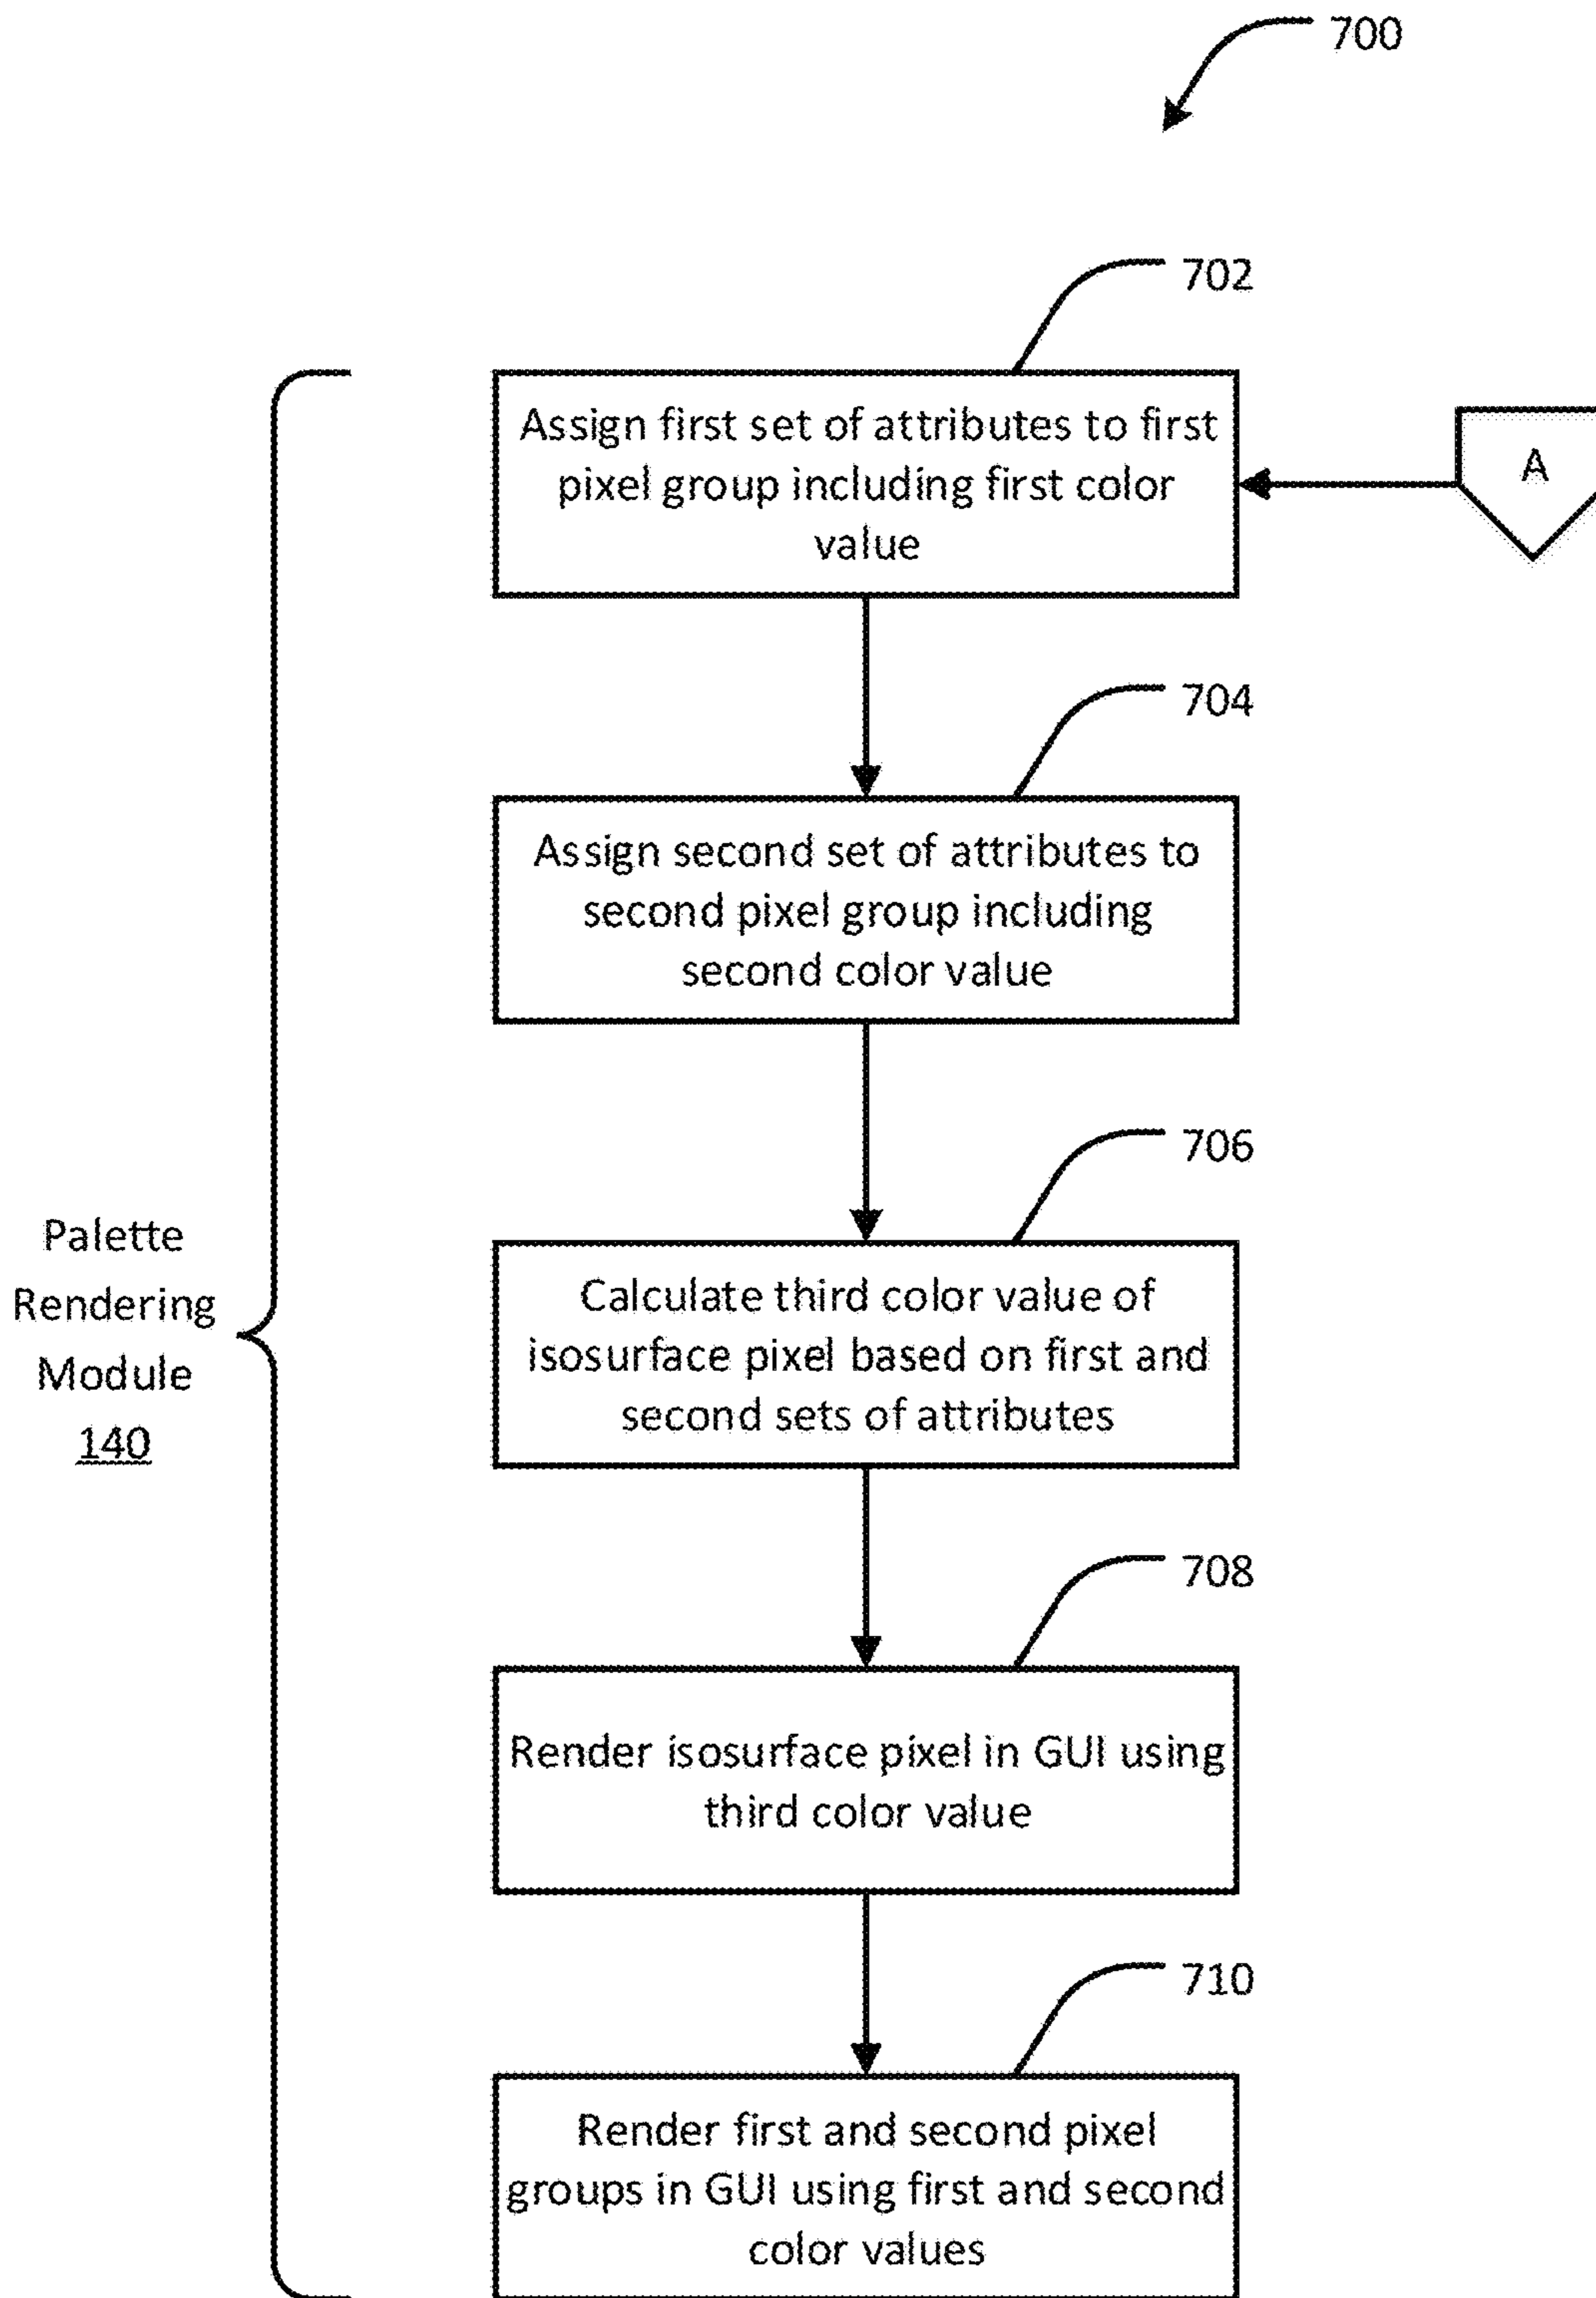 700
702
Assign first set of attributes to first
pixel group including first color
value
A
704
Assign second set of attributes to
second pixel group including
second color value
706
Calculate third color value of
isosurface pixel based on first and
second sets of attributes
Palette
Rendering
Module
140
708
Render isosurface pixel in GUI using
third color value
710
Render first and second pixel
groups in GUI using first and second
color values